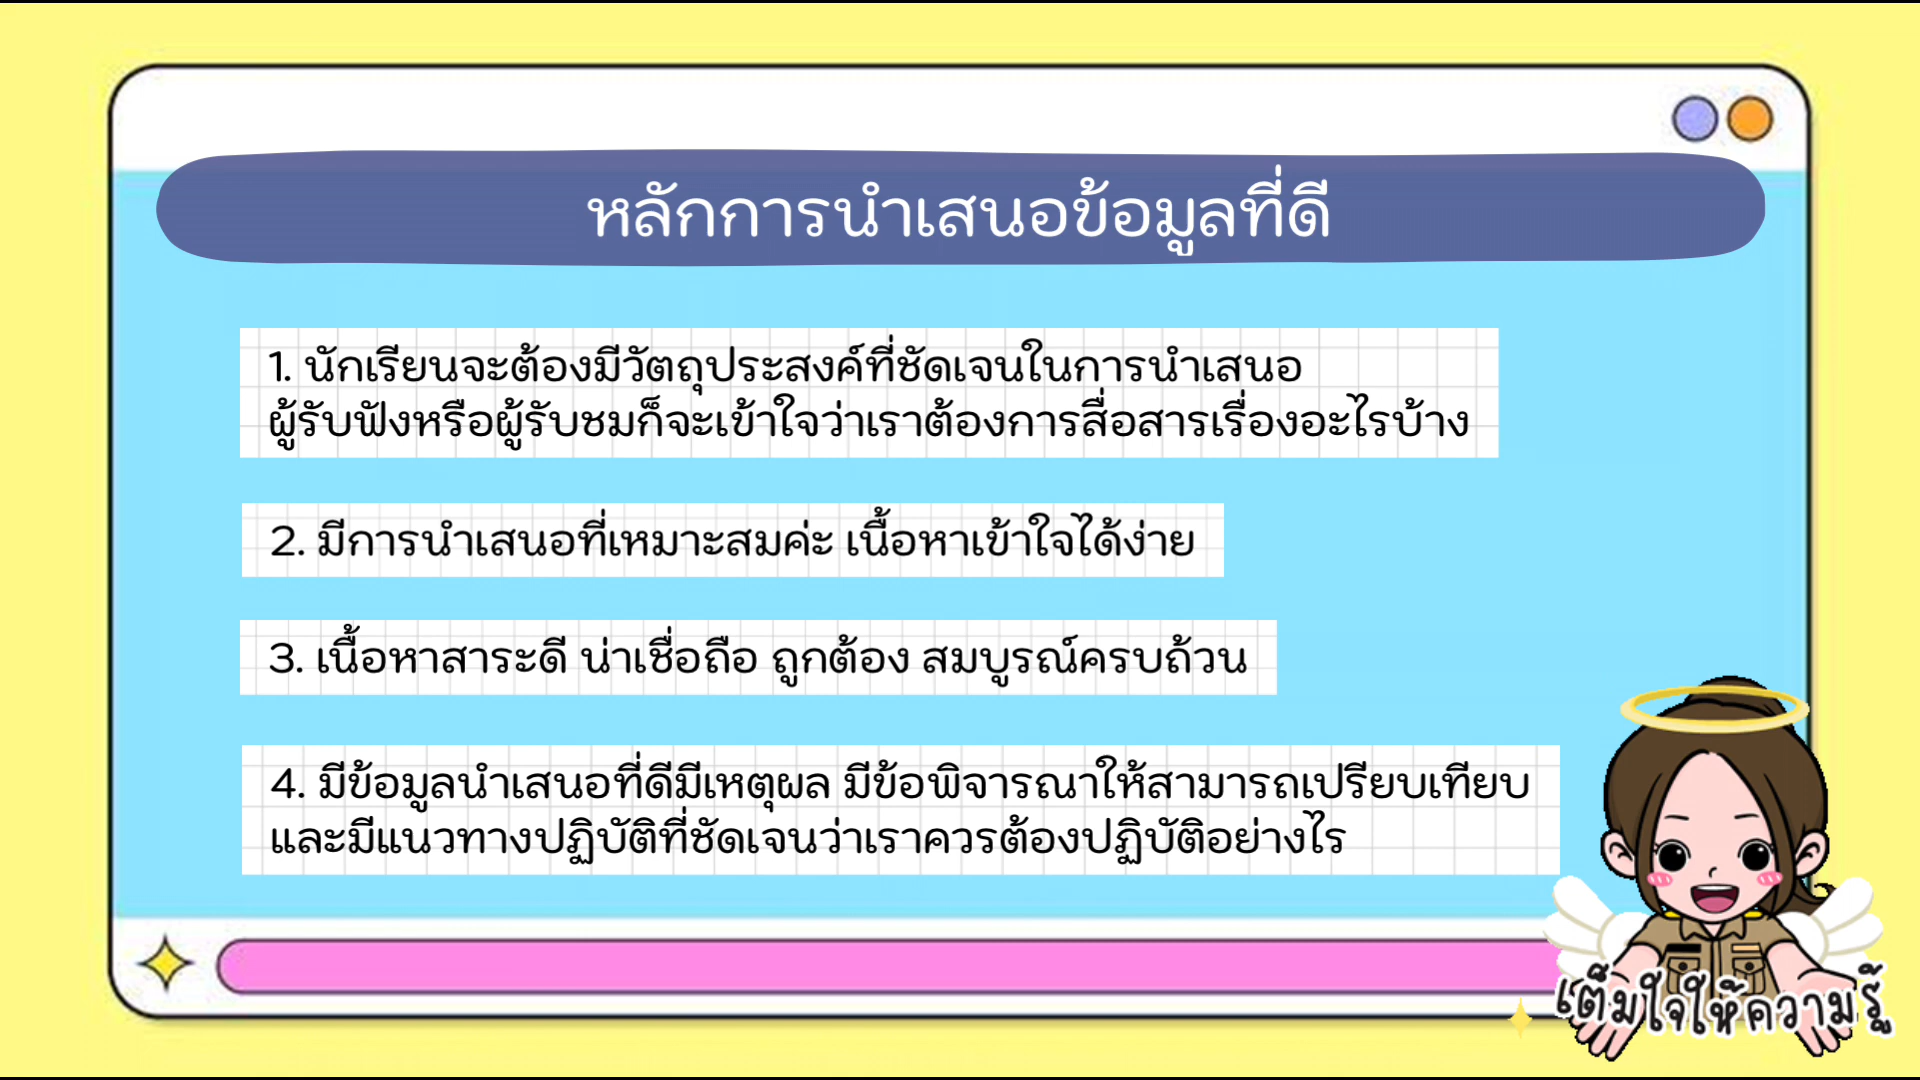 หลักการนำเสนอข้อมูลที่ดี
1. นักเรียนจะต้องมีวัตถุประสงค์ที่ชัดเจนในการนำเสนอ
ผู้รับฟังหรือผู้รับชมก็จะเข้าใจว่าเราต้องการสื่อสารเรื่องอะไรบ้าง
2. มีการนำเสนอที่เหมาะสมค่ะ เนื้อหาเข้าใจได้ง่าย
3. เนื้อหาสาระดี น่าเชื่อถือ ถูกต้อง สมบูรณ์ครบถ้วน
4. มีข้อมูลนำเสนอที่ดีมีเหตุผล มีข้อพิจารณาให้สามารถเปรียบเทียบ
และมีแนวทางปฏิบัติที่ชัดเจนว่าเราควรต้องปฏิบัติอย่างไร
เต็มใจให้ความรู้